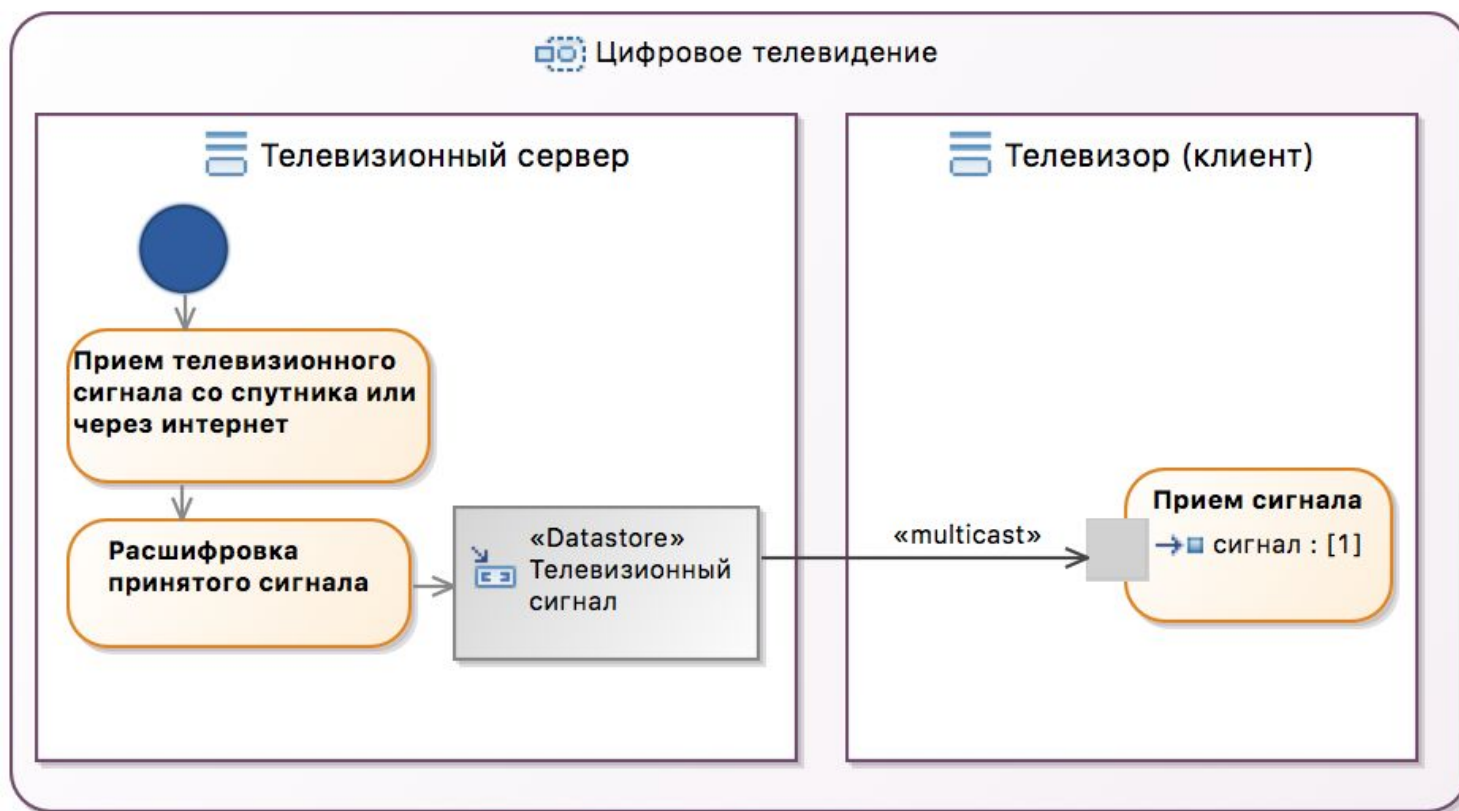 Цифровое телевидение
Телевизионный сервер
Прием телевизионного
сигнала со спутника или
через интернет
Расшифровка
принятого сигнала
«Datastore»
Телевизионный
сигнал
«multicast»
Телевизор (клиент)
Прием сигнала
сигнал : [1]